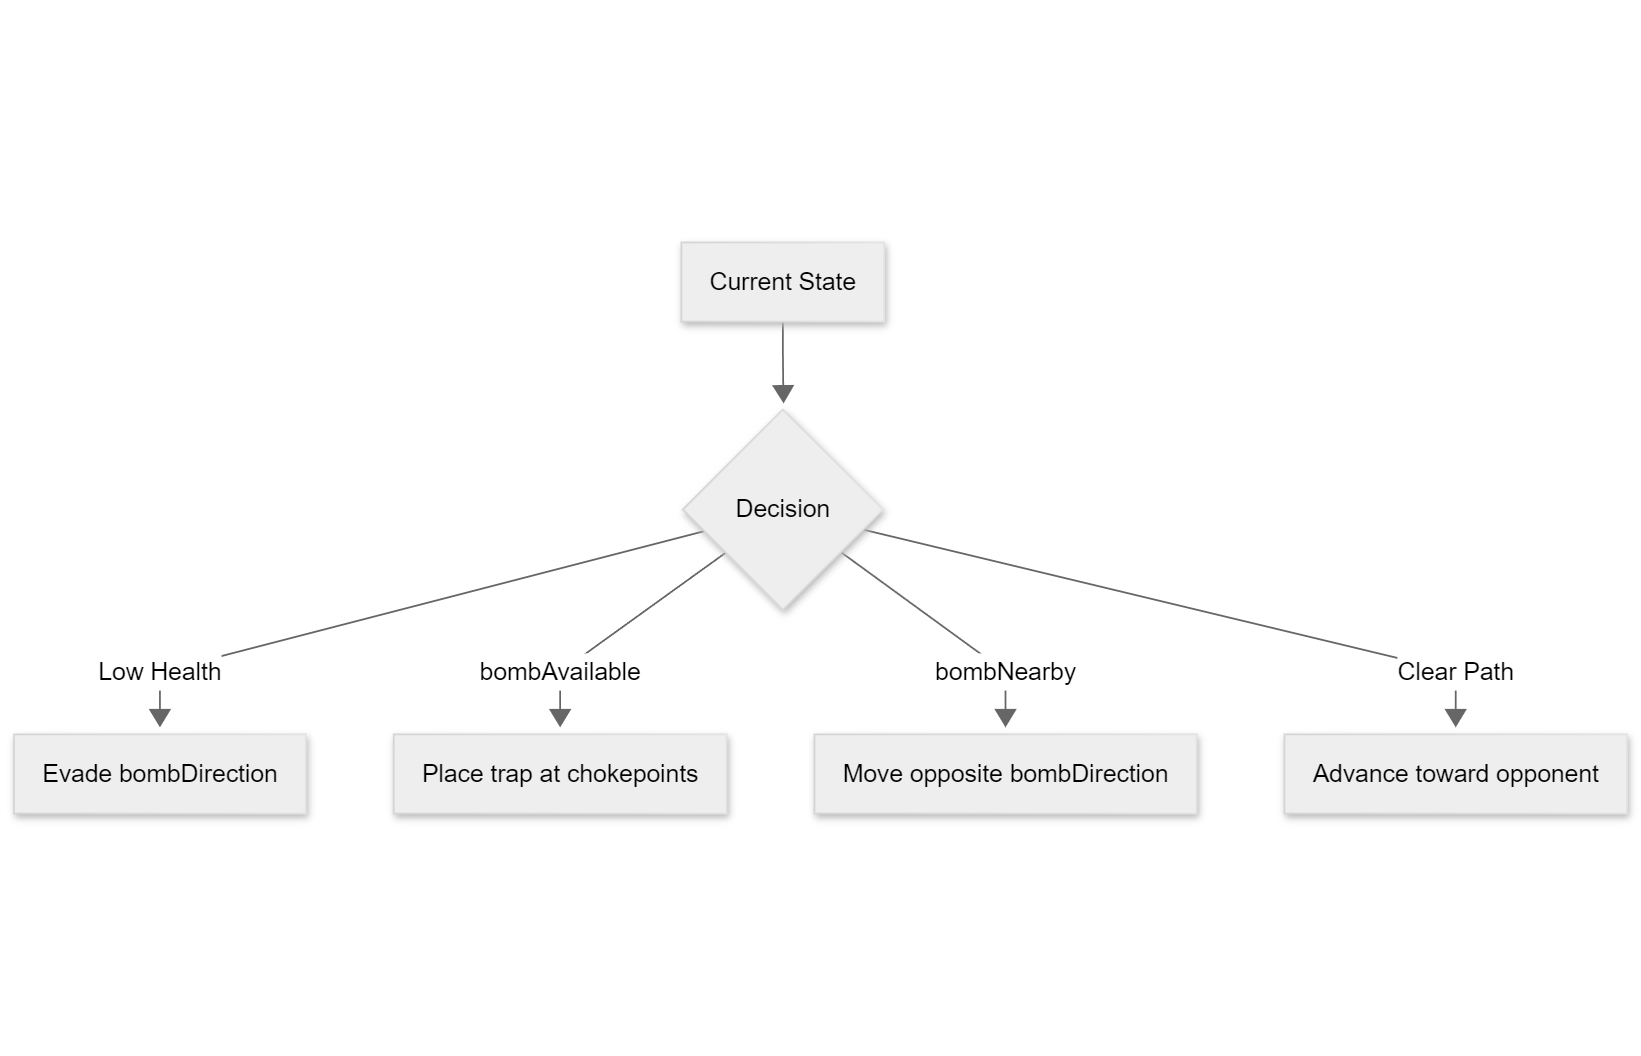 Current State
Decision
Low Health
bombAvailable
bombNearby
Clear Path
Evade bombDirection
Place trap at chokepoints
Move opposite bombDirection
Advance toward opponent